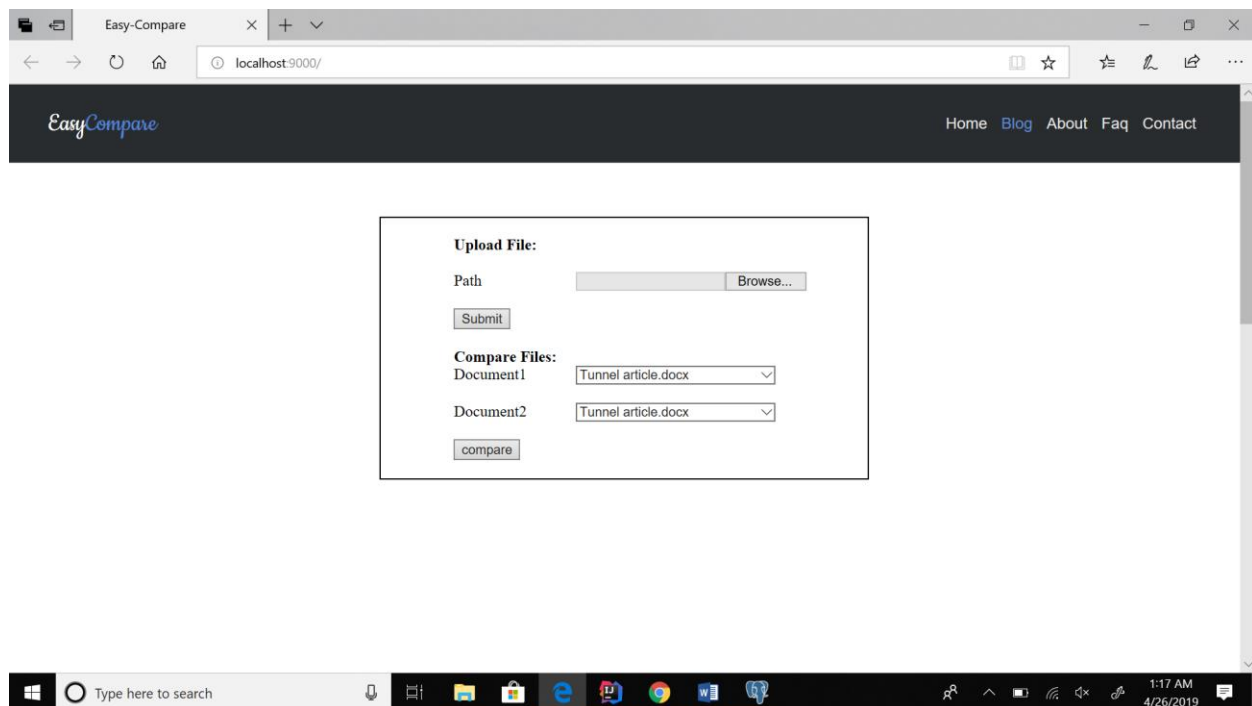 Easy-Compare
localhost:9000/
EasyCompare
Home Blog About Faq Contact
Upload File:
Path Browse...
Submit
Compare Files:
Document1 Tunnel article.docx
Document2 Tunnel article.docx
compare
Type here to search
1:17 AM
4/26/2019